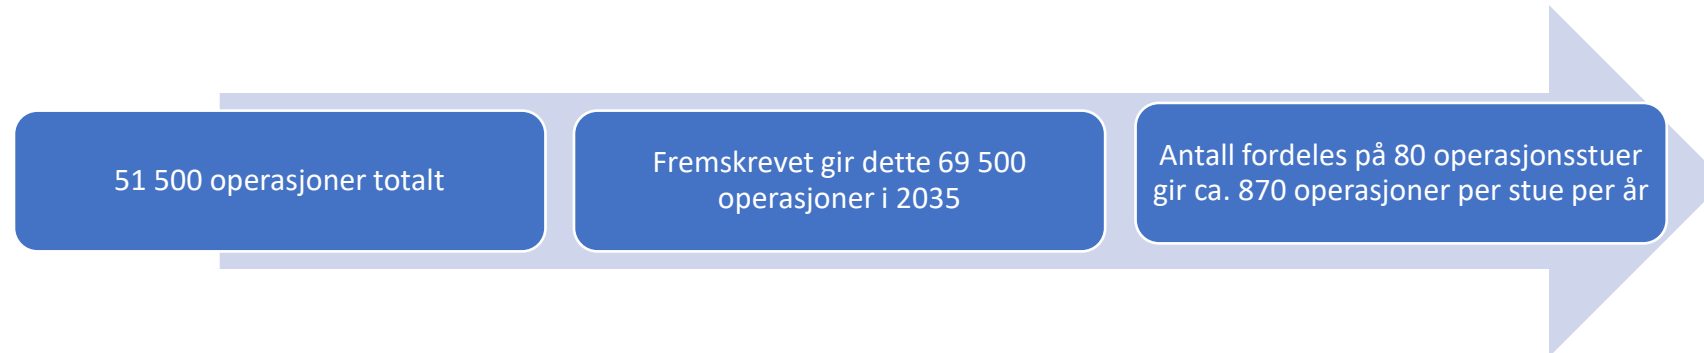 51 500 operasjoner totalt
Fremskrevet gir dette 69 500
operasjoner i 2035
Antall fordeles på 80 operasjonsstuer
gir ca. 870 operasjoner per stue per år